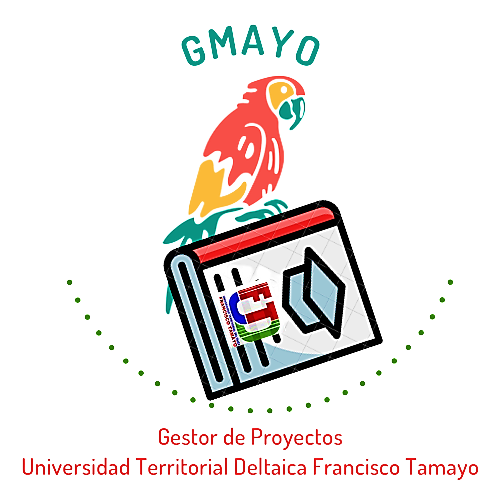 GMAYO
Gestor de Proyectos
Universidad Territorial Deltaica Francisco Tamayo